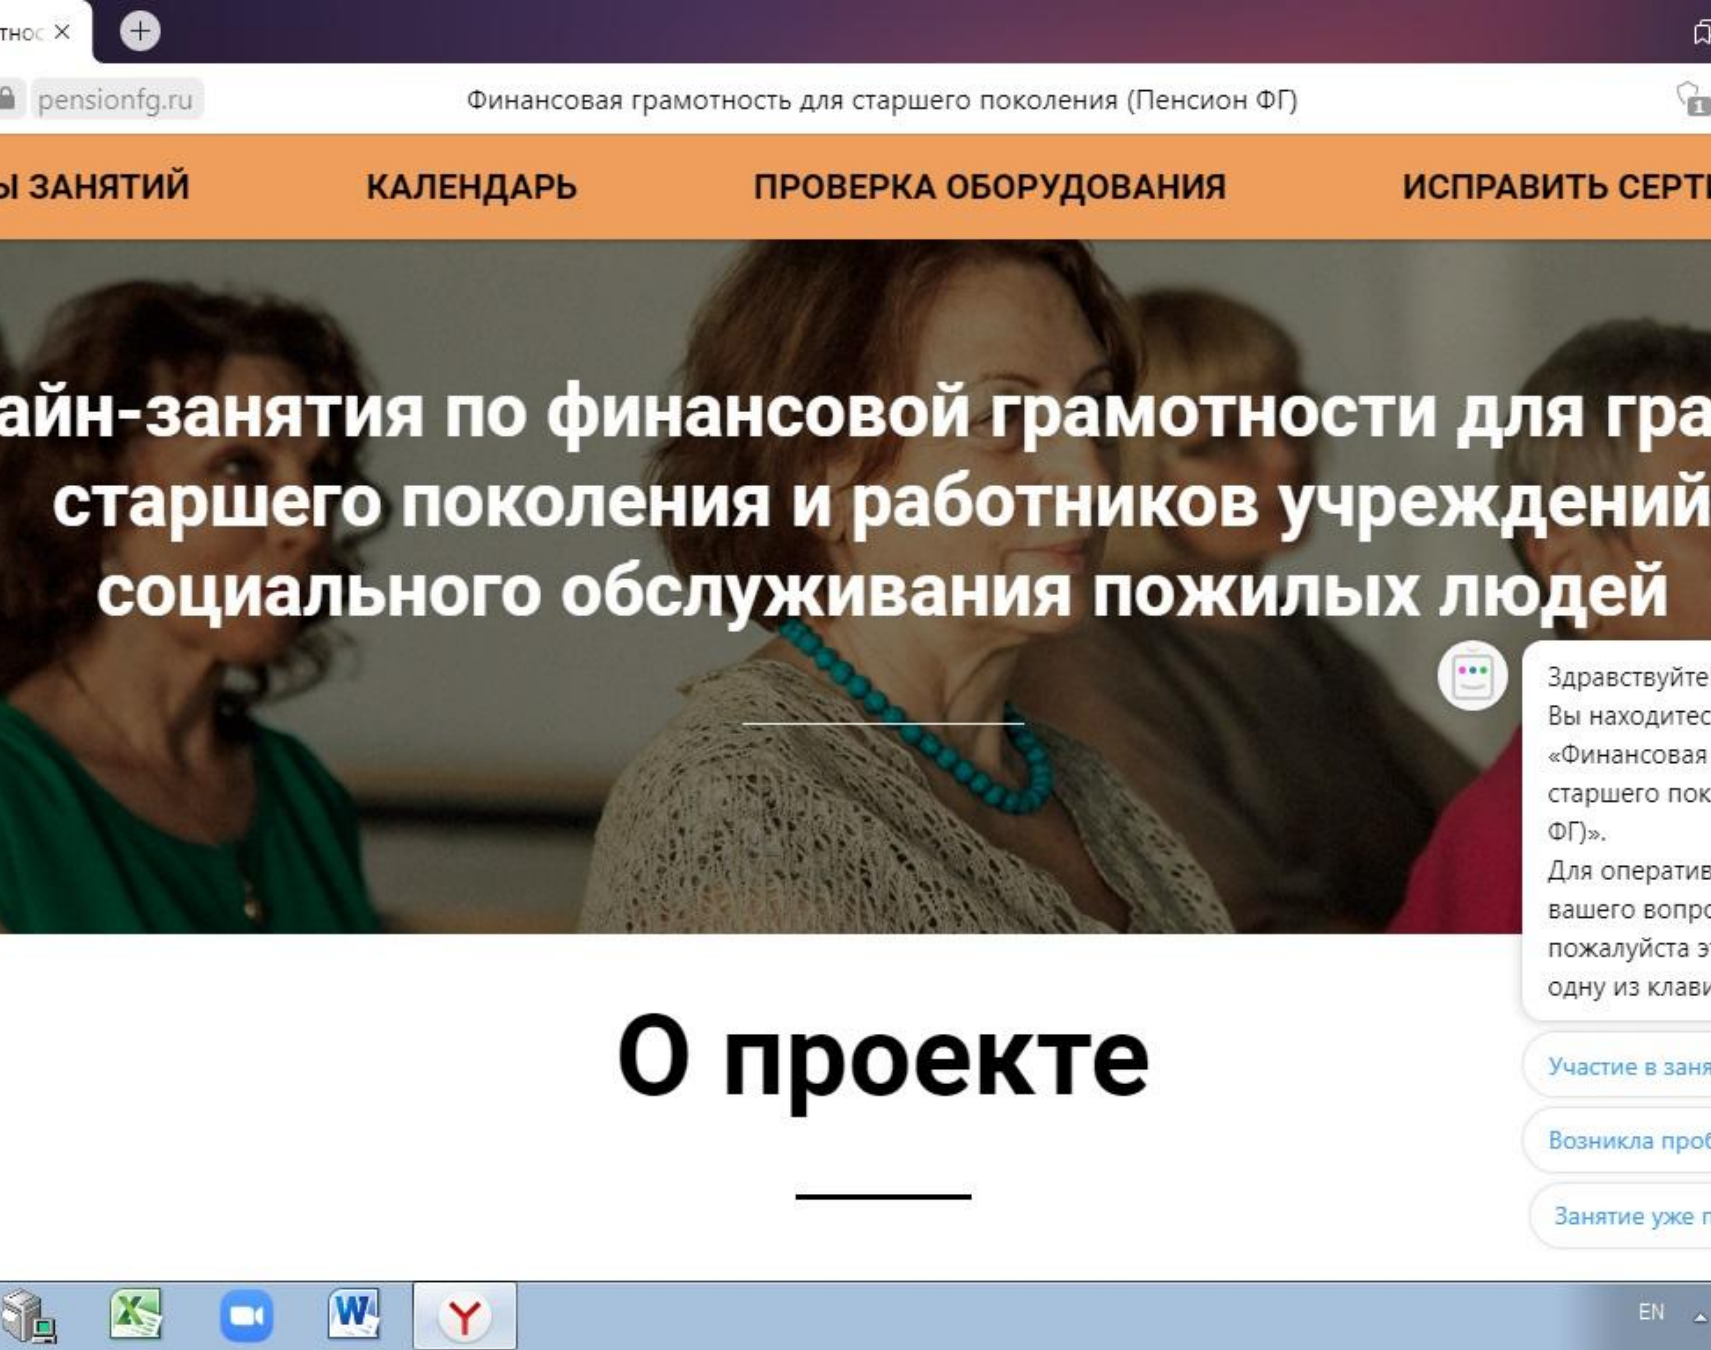 тнос
pensionfg.ru
Финансовая грамотность для старшего поколения (Пенсион ФГ)
1
Ы ЗАНЯТИЙ
КАЛЕНДАРЬ
ПРОВЕРКА ОБОРУДОВАНИЯ
ИСПРАВИТЬ СЕРТИ
айн-занятия по финансовой грамотности для гра
старшего поколения и работников учреждений
социального обслуживания пожилых людей
Здравствуйте
Вы находитес
«Финансовая
старшего пок
ФГ)».
Для оператив
вашего вопро
пожалуйста э
одну из клави
Участие в заня
Возникла проб
Занятие уже п
О проекте
EN